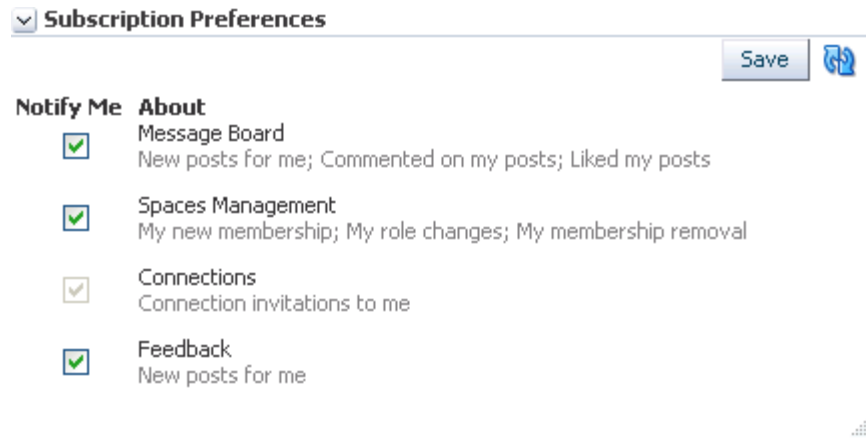 Subscription Preferences
Save
Notify Me About
Message Board
New posts for me; Commented on my posts; Liked my posts
Spaces Management
My new membership; My role changes; My membership removal
Connections
Connection invitations to me
Feedback
New posts for me